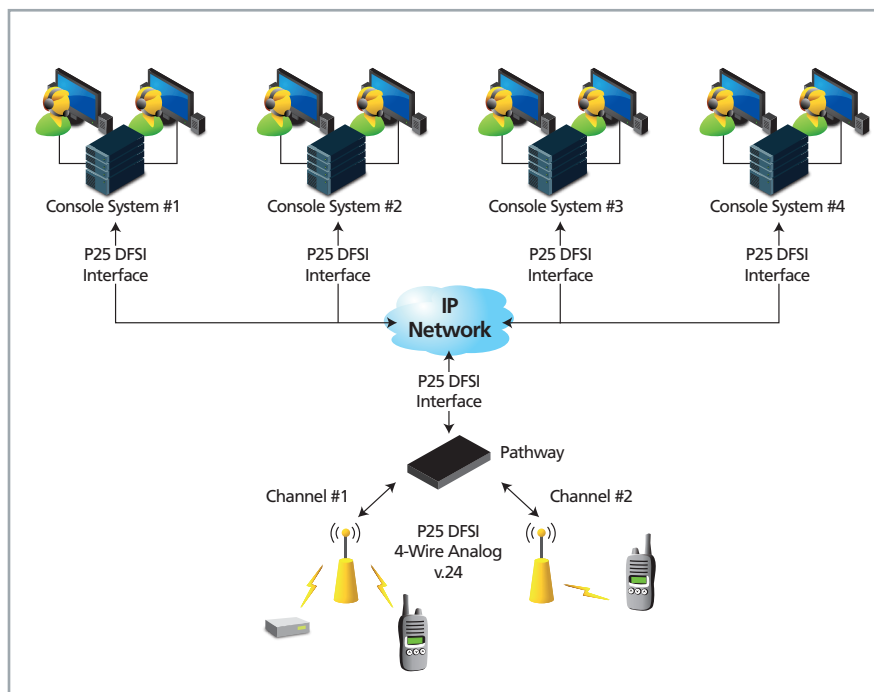 Console System #1
Console System #2
Console System #3
Console System #4
P25 DFSI
Interface
P25 DFSI
Interface
P25 DFSI
Interface
P25 DFSI
Interface
IP
Network
P25 DFSI
Interface
Pathway
Channel #1
Channel #2
P25 DFSI
4-Wire Analog
v.24